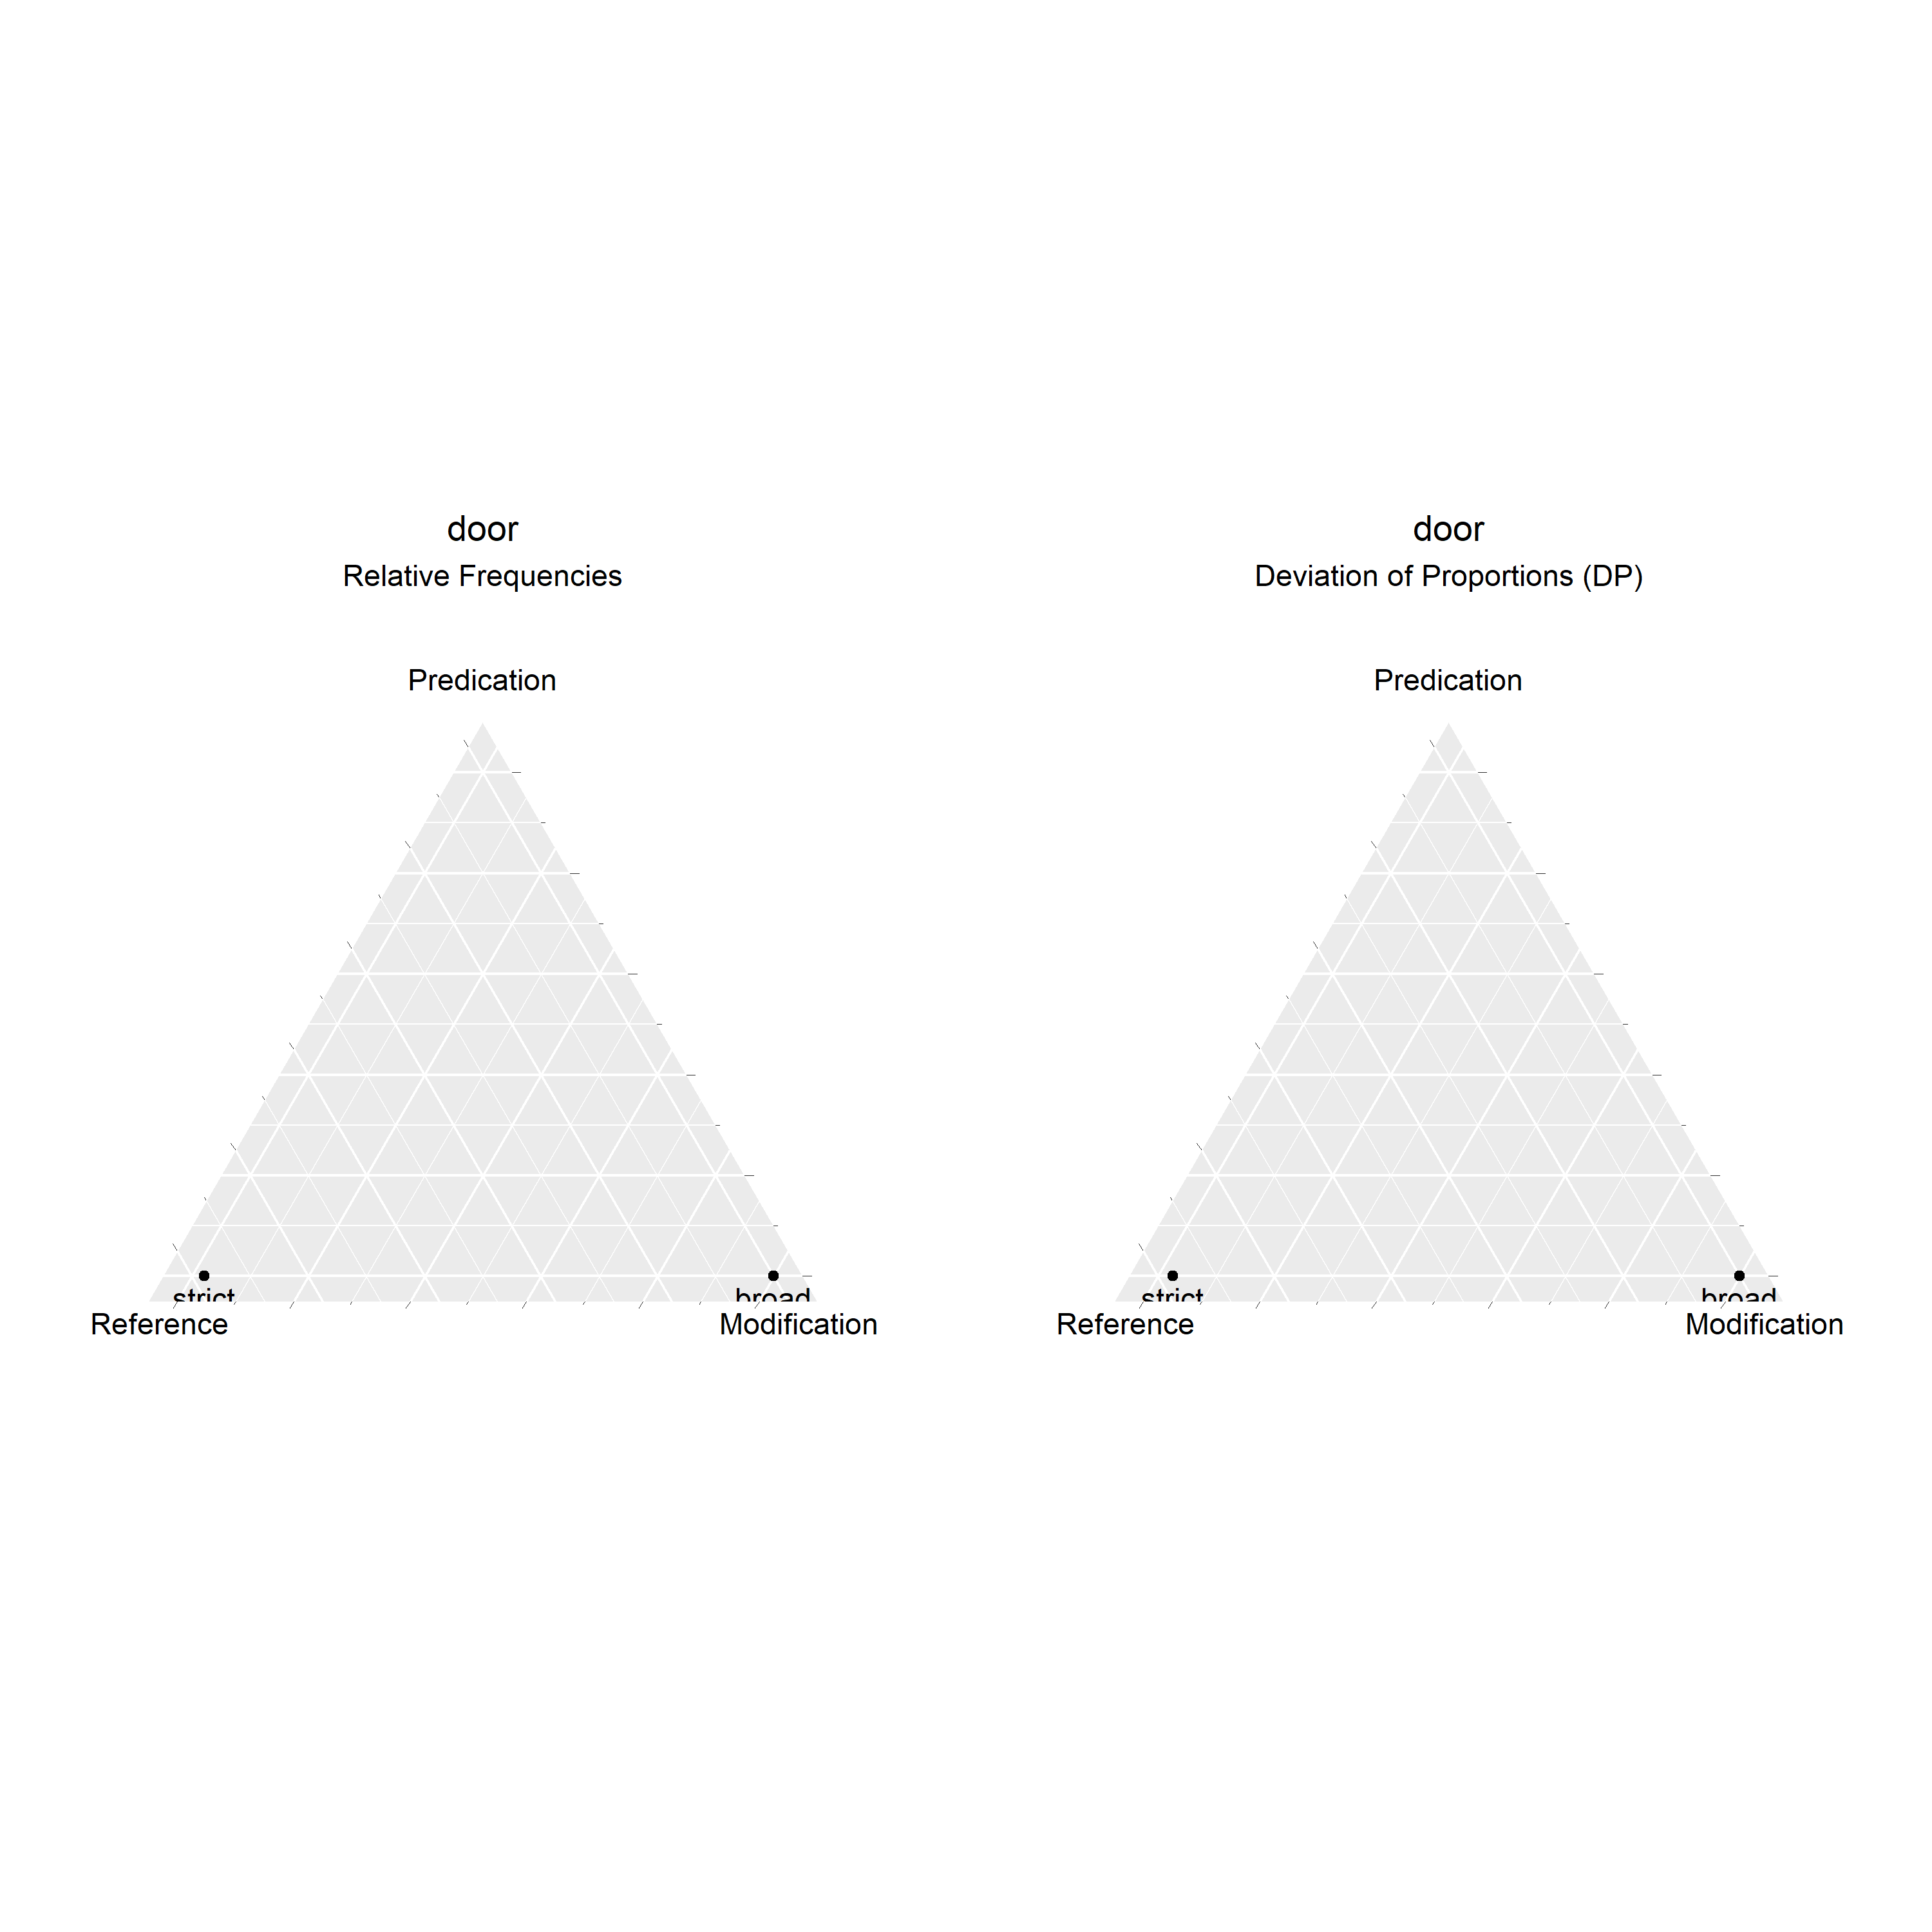 door
Relative Frequencies
Predication
strict
broad
Reference
Modification
door
Deviation of Proportions (DP)
Predication
strict
broad
Reference
Modification